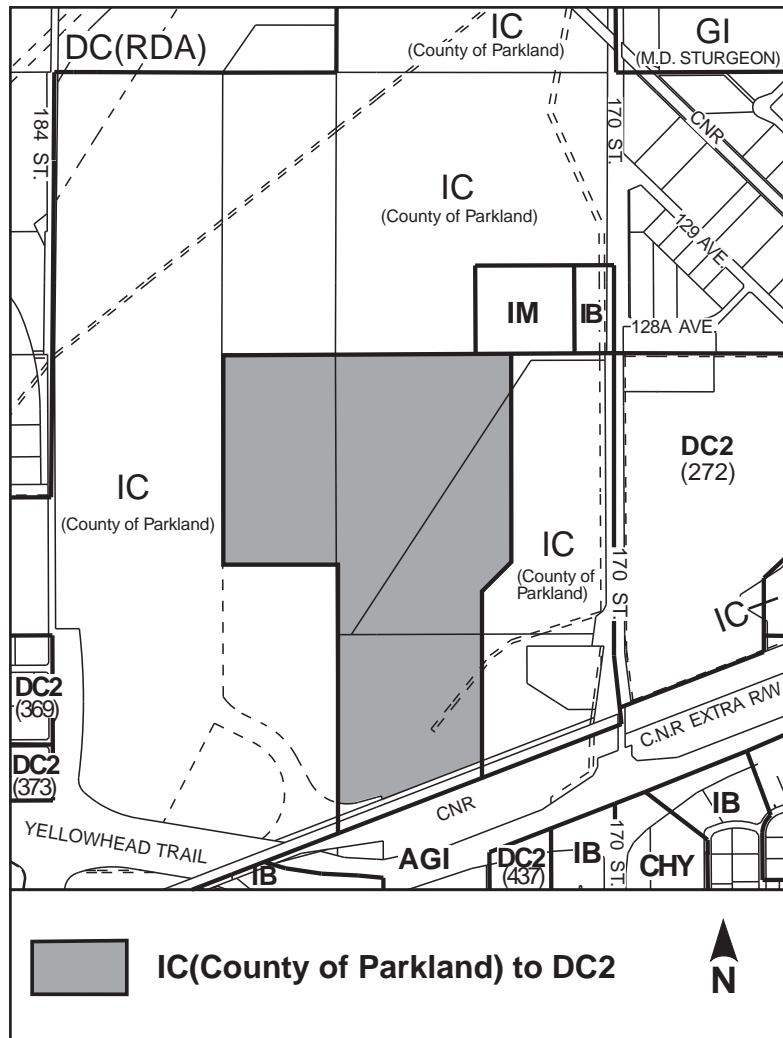 DC(RDA)
IC
(County of Parkland)
GI
(M.D. STURGEON)
184 ST.
170 ST.
CNR
IC
(County of Parkland)
129 AVE.
IM
IB
128A AVE.
DC2
(272)
IC
(County of Parkland)
IC
(County of
Parkland)
170 ST.
IC
DC2
(369)
DC2
(373)
C.N.R EXTRA R/W
CNR
YELLOWHEAD TRAIL
IB
AGI
DC2
(437)
IB
170 ST.
CHY
IB
IC(County of Parkland) to DC2
N